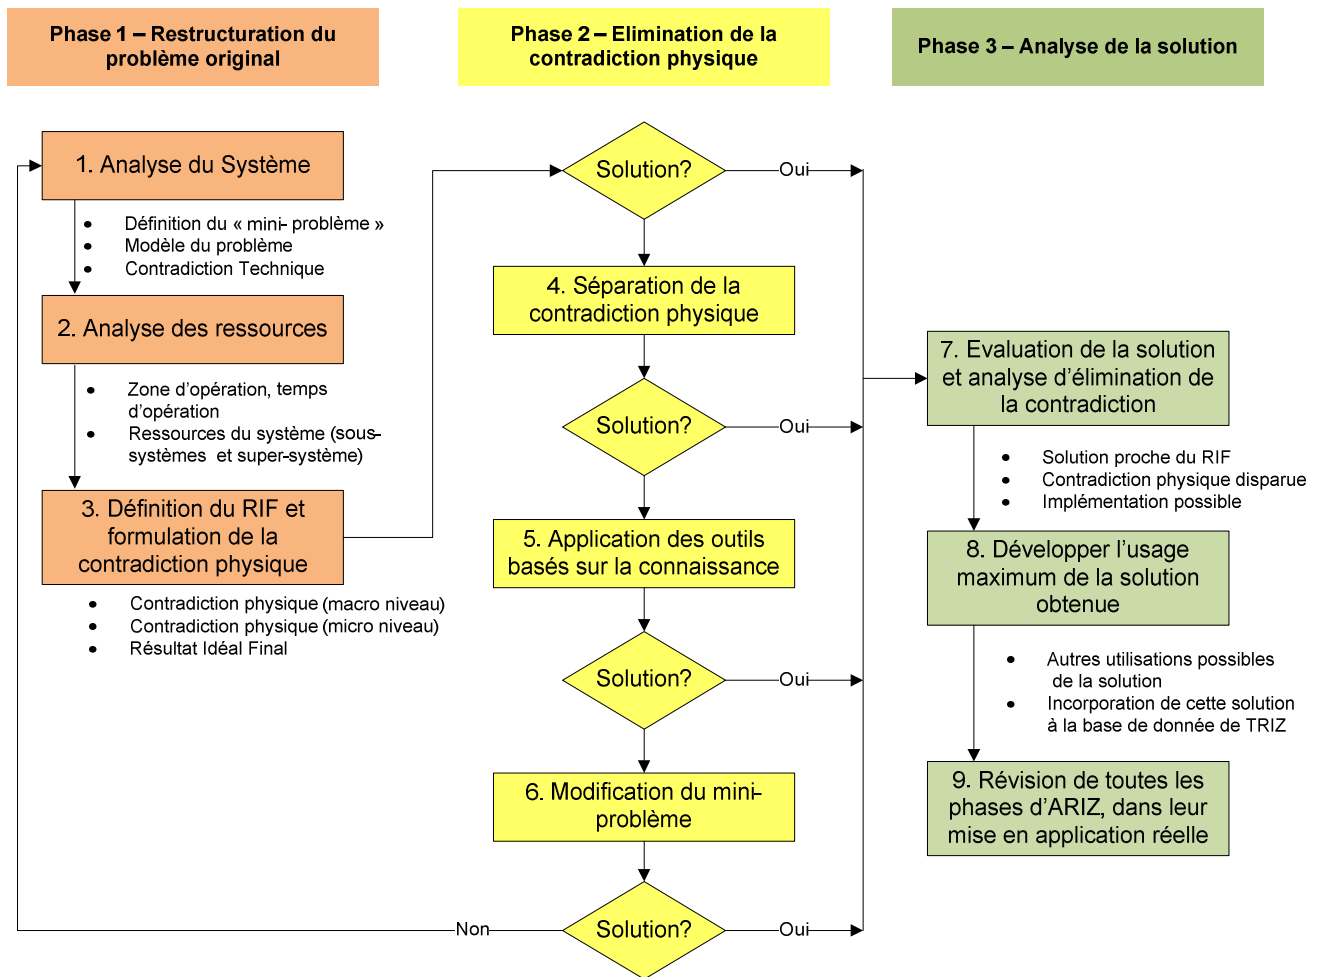 Phase 1 – Restructuration du
problème original
1. Analyse du Système
• Définition du « mini- problème »
• Modèle du problème
• Contradiction Technique
2. Analyse des ressources
• Zone d’opération, temps
d’opération
• Ressources du système (sous-
systèmes et super-système)
3. Définition du RIF et
formulation de la
contradiction physique
• Contradiction physique (macro niveau)
• Contradiction physique (micro niveau)
• Résultat Idéal Final
Phase 2 – Elimination de la
contradiction physique
Solution?
Oui
4. Séparation de la
contradiction physique
Solution?
Oui
5. Application des outils
basés sur la connaissance
Solution?
Oui
6. Modification du mini-
problème
Non
Solution?
Oui
Phase 3 – Analyse de la solution
7. Evaluation de la solution
et analyse d’élimination de
la contradiction
• Solution proche du RIF
• Contradiction physique disparue
• Implémentation possible
8. Développer l’usage
maximum de la solution
obtenue
• Autres utilisations possibles
de la solution
• Incorporation de cette solution
à la base de donnée de TRIZ
9. Révision de toutes les
phases d’ARIZ, dans leur
mise en application réelle